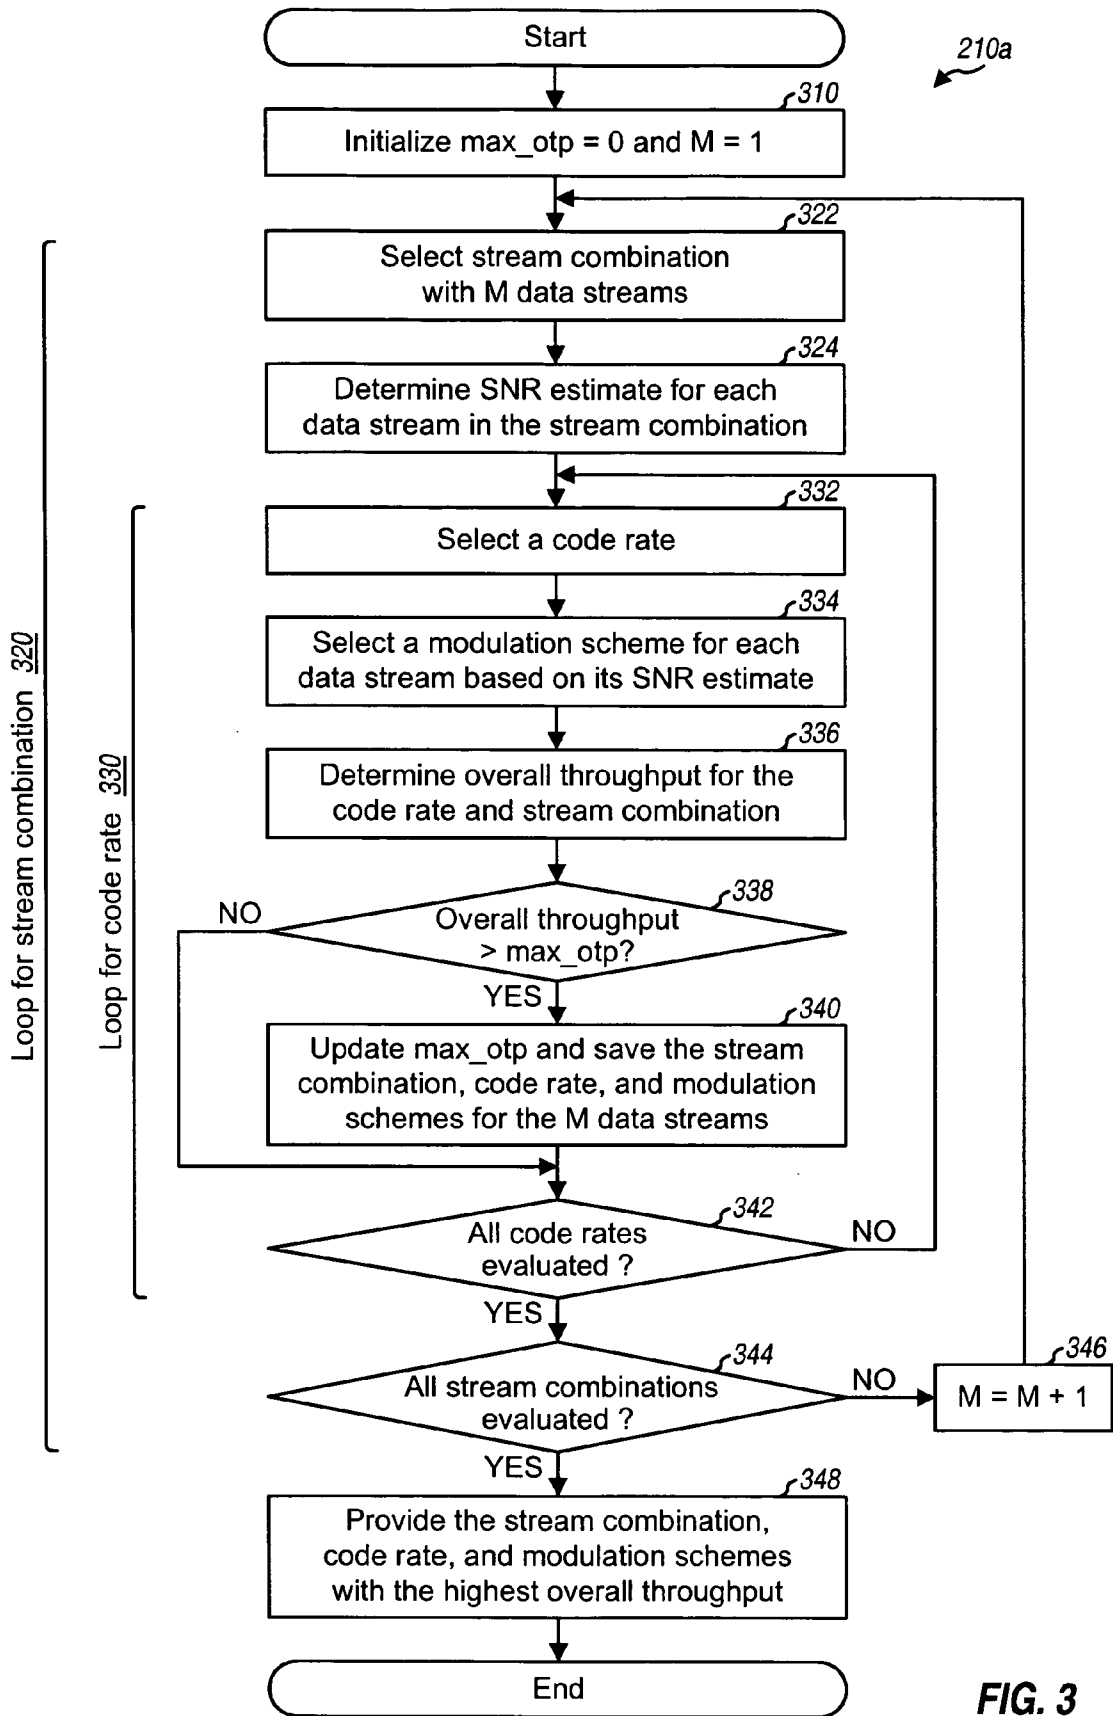 Start
210a
310
Initialize max_otp = 0 and M = 1
322
Select stream combination
with M data streams
324
Determine SNR estimate for each
data stream in the stream combination
332
Select a code rate
334
Select a modulation scheme for each
data stream based on its SNR estimate
336
Determine overall throughput for the
code rate and stream combination
338
Overall throughput
> max_otp?
NO
YES
340
Update max_otp and save the stream
combination, code rate, and modulation
schemes for the M data streams
342
All code rates
evaluated ?
NO
YES
344
All stream combinations
evaluated ?
NO
346
M = M + 1
YES
348
Provide the stream combination,
code rate, and modulation schemes
with the highest overall throughput
End
Loop for stream combination 320
Loop for code rate 330
FIG. 3